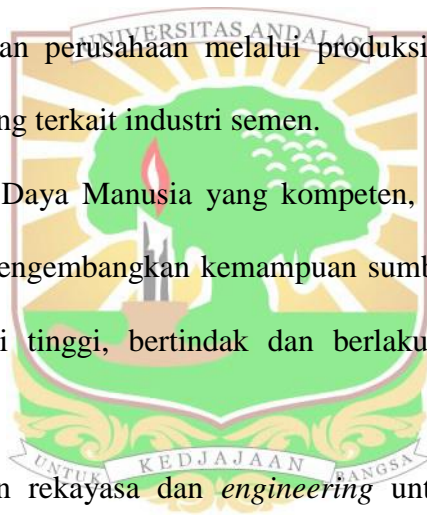 UNIVERSITAS ANDALAS
an perusahaan melalui produksi
ng terkait industri semen.
Daya Manusia yang kompeten,
engembangkan kemampuan sumb
i tinggi, bertindak dan berlaku
UNTUK KEDJAJAAN BANGSA
n rekayasa dan engineering unt